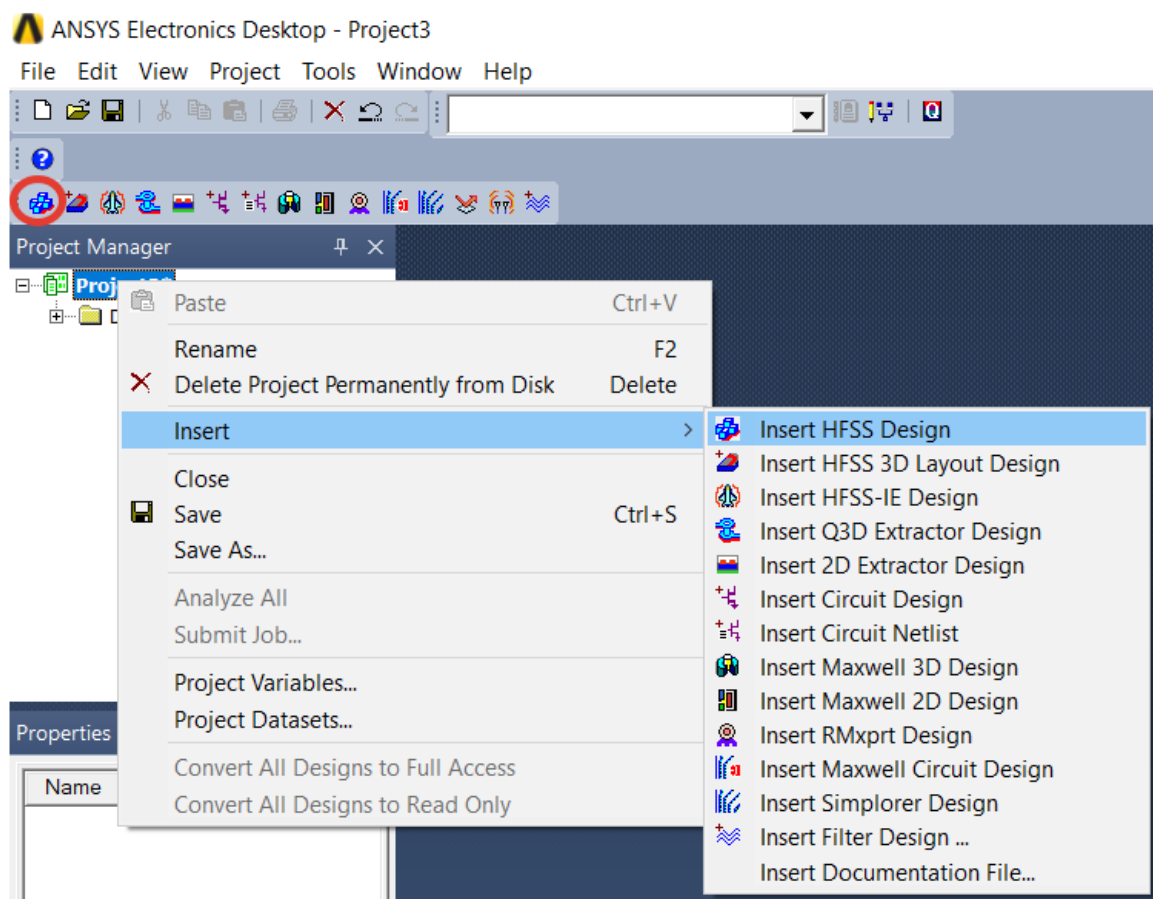 ANSYS Electronics Desktop - Project3
File Edit View Project Tools Window Help
Project Manager
Proj
Paste Ctrl+V
Rename F2
Delete Project Permanently from Disk Delete
Insert
Close
Save Ctrl+S
Save As...
Analyze All
Submit Job...
Project Variables...
Project Datasets...
Convert All Designs to Full Access
Convert All Designs to Read Only
Insert HFSS Design
Insert HFSS 3D Layout Design
Insert HFSS-IE Design
Insert Q3D Extractor Design
Insert 2D Extractor Design
Insert Circuit Design
Insert Circuit Netlist
Insert Maxwell 3D Design
Insert Maxwell 2D Design
Insert RMxprt Design
Insert Maxwell Circuit Design
Insert Simplorer Design
Insert Filter Design ...
Insert Documentation File...
Properties
Name